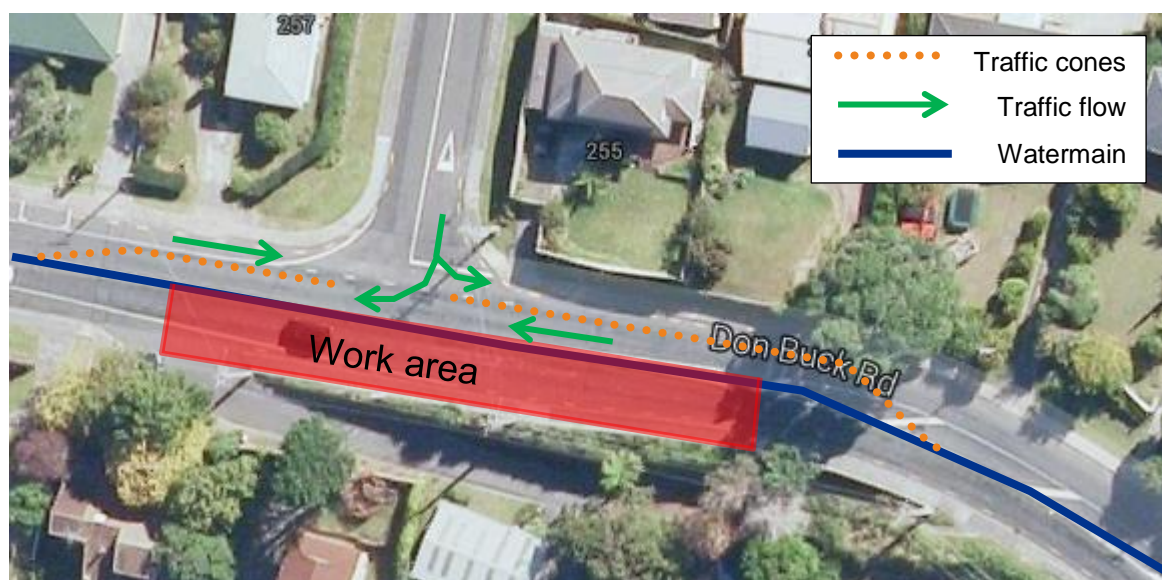 257
Traffic cones
Traffic flow
255
Watermain
Don Buck Rd
Work area